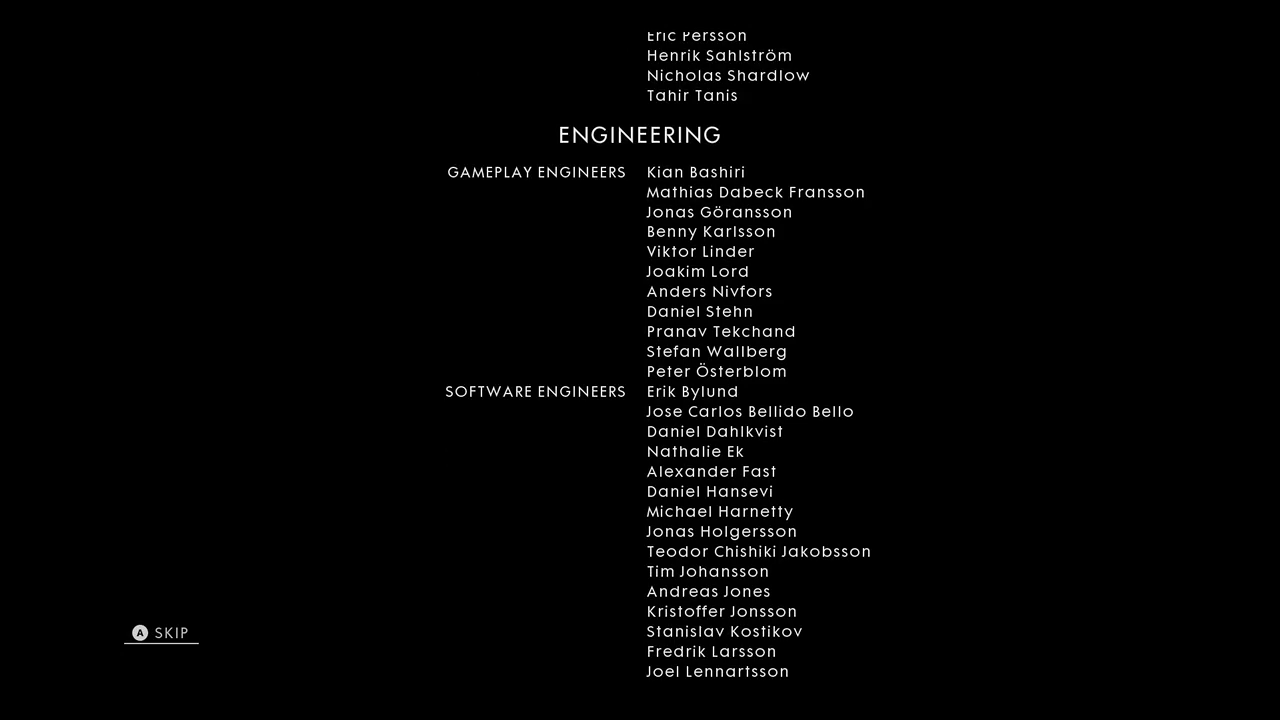 Eric Persson
Henrik Sahlström
Nicholas Shardlow
Tahir Tanis
ENGINEERING
GAMEPLAY ENGINEERS Kian Bashiri
Mathias Dabeck Fransson
Jonas Göransson
Benny Karlsson
Viktor Linder
Joakim Lord
Anders Nivfors
Daniel Stehn
Pranav Tekchand
Stefan Wallberg
Peter Österblom
SOFTWARE ENGINEERS Erik Bylund
Jose Carlos Bellido Bello
Daniel Dahlkvist
Nathalie Ek
Alexander Fast
Daniel Hansevi
Michael Harnetty
Jonas Holgersson
Teodor Chishiki Jakobsson
Tim Johansson
Andreas Jones
Kristoffer Jonsson
Stanislav Kostikov
A SKIP
Fredrik Larsson
Joel Lennartsson